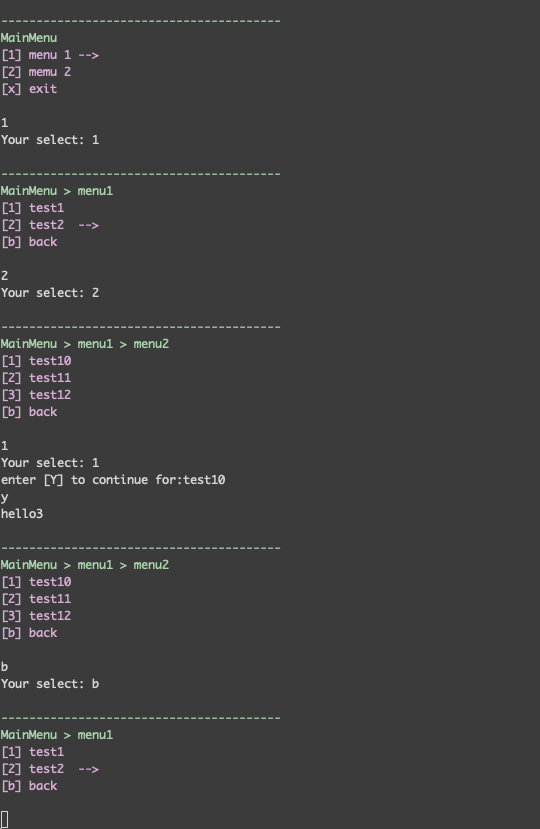 ----------------------------------------
MainMenu
[1] menu 1 -->
[2] memu 2
[x] exit
1
Your select: 1
----------------------------------------
MainMenu > menu1
[1] test1
[2] test2  -->
[b] back
2
Your select: 2
----------------------------------------
MainMenu > menu1 > menu2
[1] test10
[2] test11
[3] test12
[b] back
1
Your select: 1
enter [Y] to continue for:test10
y
hello3
----------------------------------------
MainMenu > menu1 > menu2
[1] test10
[2] test11
[3] test12
[b] back
b
Your select: b
----------------------------------------
MainMenu > menu1
[1] test1
[2] test2  -->
[b] back